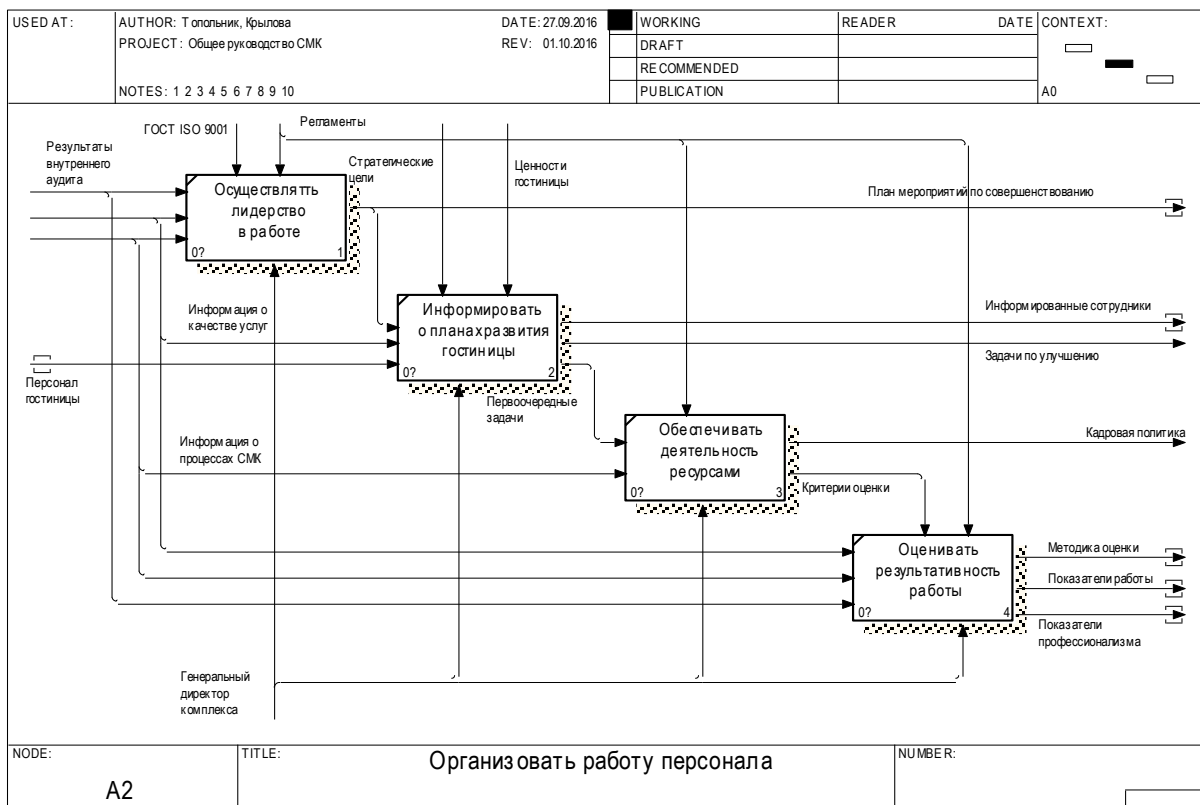 USED AT:
AUTHOR: Топольник, Крылова
DATE: 27.09.2016
PROJECT: Общее руководство СМК
REV: 01.10.2016
NOTES: 1 2 3 4 5 6 7 8 9 10
WORKING
DRAFT
RECOMMENDED
PUBLICATION
READER
DATE
CONTEXT:
A0
ГОСТ ISO 9001
Регламенты
Результаты
внутреннего
аудита
Стратегические
цели
Ценности
гостиницы
План мероприятий по совершенствованию
Осуществлятть
лидерство
в работе
0?
1
Информация о
качестве услуг
Информировать
о планах развития
гостиницы
0?
2
Информированные сотрудники
Задачи по улучшению
Персонал
гостиницы
Первоочередные
задачи
Обеспечивать
деятельность
ресурсами
0?
3
Кадровая политика
Информация о
процессах СМК
Критерии оценки
Оценивать
результативность
работы
0?
4
Методика оценки
Показатели работы
Показатели
профессионализма
Генеральный
директор
комплекса
NODE:
A2
TITLE:
Организовать работу персонала
NUMBER: